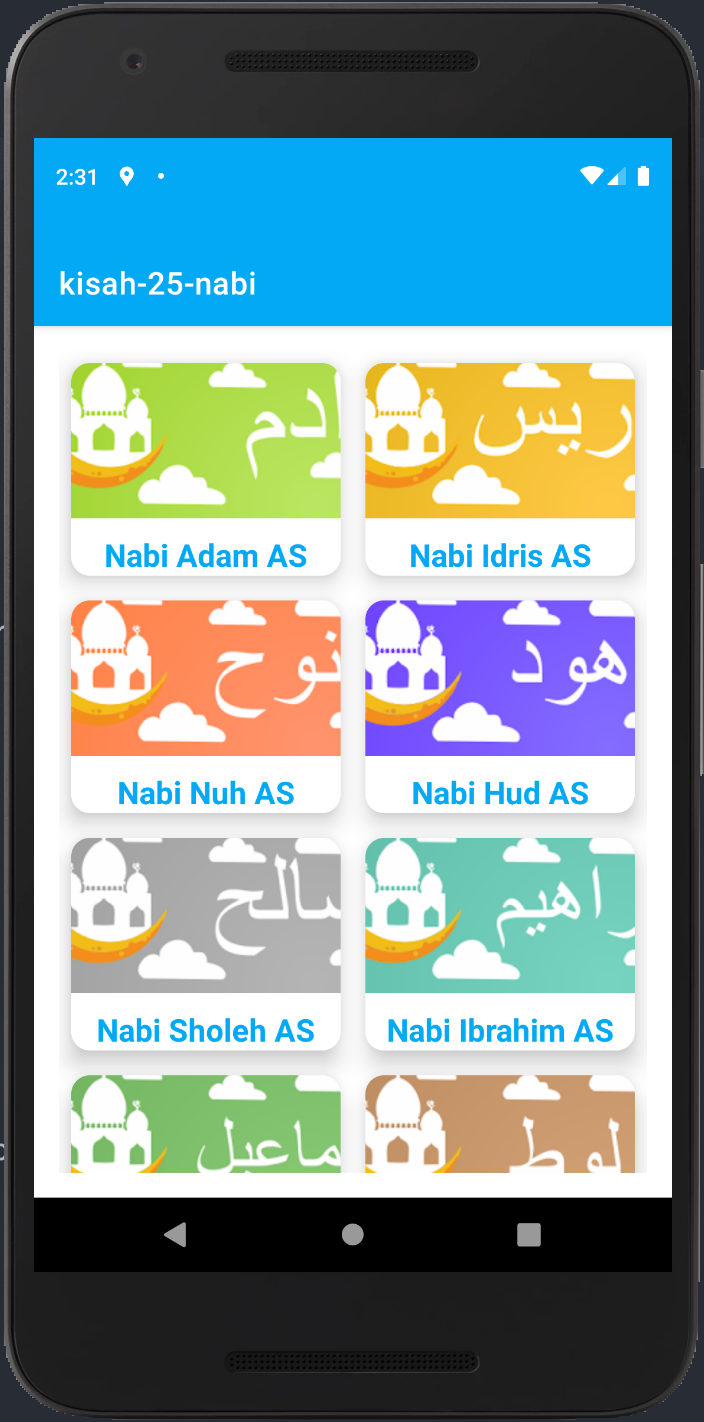 2:31
kisah-25-nabi
ادم
ريس
Nabi Adam AS
Nabi Idris AS
نوح
هود
Nabi Nuh AS
Nabi Hud AS
صالح
راهيم
Nabi Sholeh AS
Nabi Ibrahim AS
ماعيل
لوط